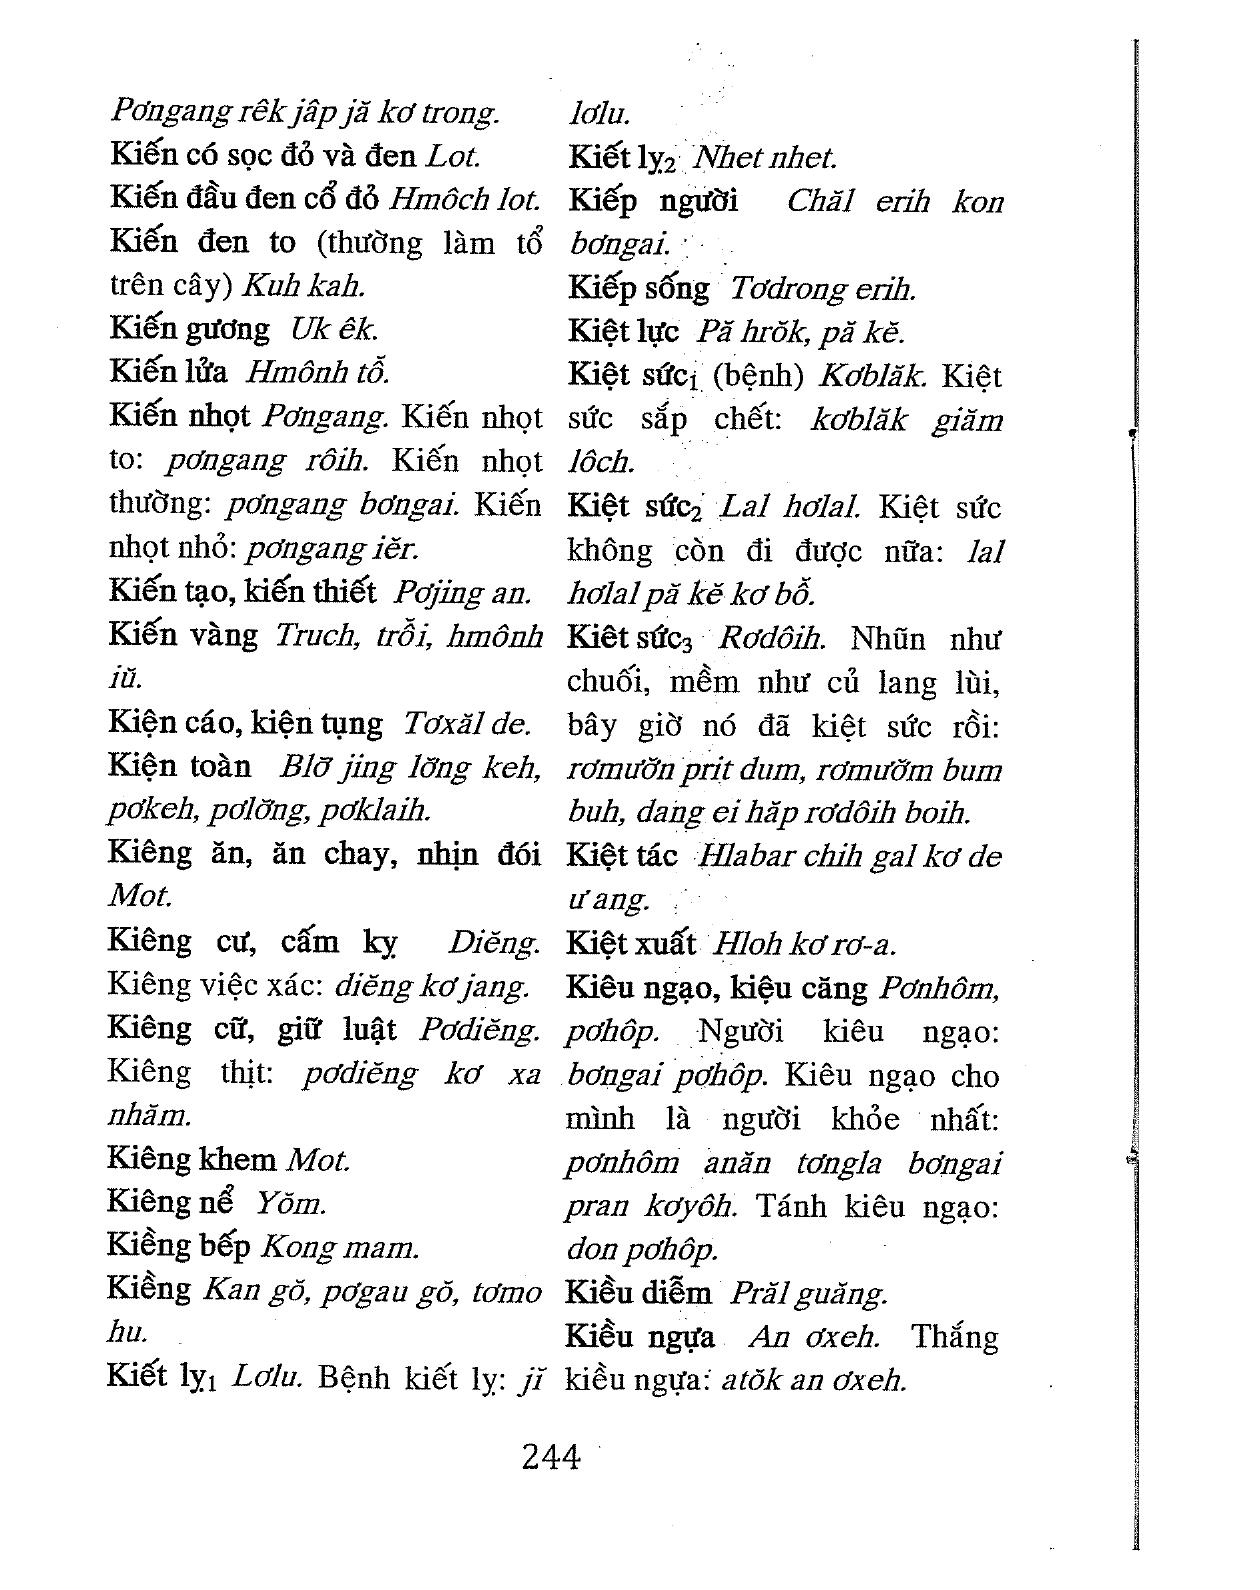 Pơngang rêk jâp jă kơ trong.
Kiến có sọc đỏ và đen Lot.
Kiến đầu đen cổ đỏ Hmôch lot.
Kiến đen to (thường làm tổ
trên cây) Kuh kah.
Kiến gương Uk êk.
Kiến lửa Hmônh tỗ.
Kiến nhọt Pơngang. Kiến nhọt
to: pơngang rôih. Kiến nhọt
thường: pơngang bơngai. Kiến
nhọt nhỏ: pơngang iĕr.
Kiến tạo, kiến thiết Pơjing an.
Kiến vàng Truch, trỗi, hmônh
iŭ.
Kiện cáo, kiện tụng Tơxăl de.
Kiện toàn Blỡ jing lỡng keh,
pơkeh, pơlỡng, pơklaih.
Kiêng ăn, ăn chay, nhịn đói
Mot.
Kiêng cư, cấm kỵ Diĕng.
Kiêng việc xác: diĕng kơ jang.
Kiêng cữ, giữ luật Pơdiĕng.
Kiêng thịt: pơdiĕng kơ xa
nhăm.
Kiêng khem Mot.
Kiêng nể Yŏm.
Kiềng bếp Kong mam.
Kiềng Kan gŏ, pơgau gŏ, tơmo
hu.
Kiết lỵ1 Lơlu. Bệnh kiết lỵ: jĭ
lơlu.
Kiết lỵ2 Nhet nhet.
Kiếp người Chăl erih kon
bơngai.
Kiếp sống Tơdrong erih.
Kiệt lực Pă hrŏk, pă kĕ.
Kiệt sức1 (bệnh) Kơblăk. Kiệt
sức sắp chết: kơblăk giăm
lôch.
Kiệt sức2 Lal hơlal. Kiệt sức
không còn đi được nữa: lal
hơlal pă kĕ kơ bỗ.
Kiêt sức3 Rơdôih. Nhũn như
chuối, mềm như củ lang lùi,
bây giờ nó đã kiệt sức rồi:
rơmưỡn prit dum, rơmưỡm bum
buh, dang ei hăp rơdôih boih.
Kiệt tác Hlabar chih gal kơ de
ư ang.
Kiệt xuất Hloh kơ rơ-a.
Kiêu ngạo, kiệu căng Pơnhôm,
pơhôp. Người kiêu ngạo:
bơngai pơhôp. Kiêu ngạo cho
mình là người khỏe nhất:
pơnhôm anăn tơngla bơngai
pran kơyôh. Tánh kiêu ngạo:
don pơhôp.
Kiều diễm Prăl guăng.
Kiều ngựa An ơxeh. Thắng
kiều ngựa: atŏk an ơxeh.
244